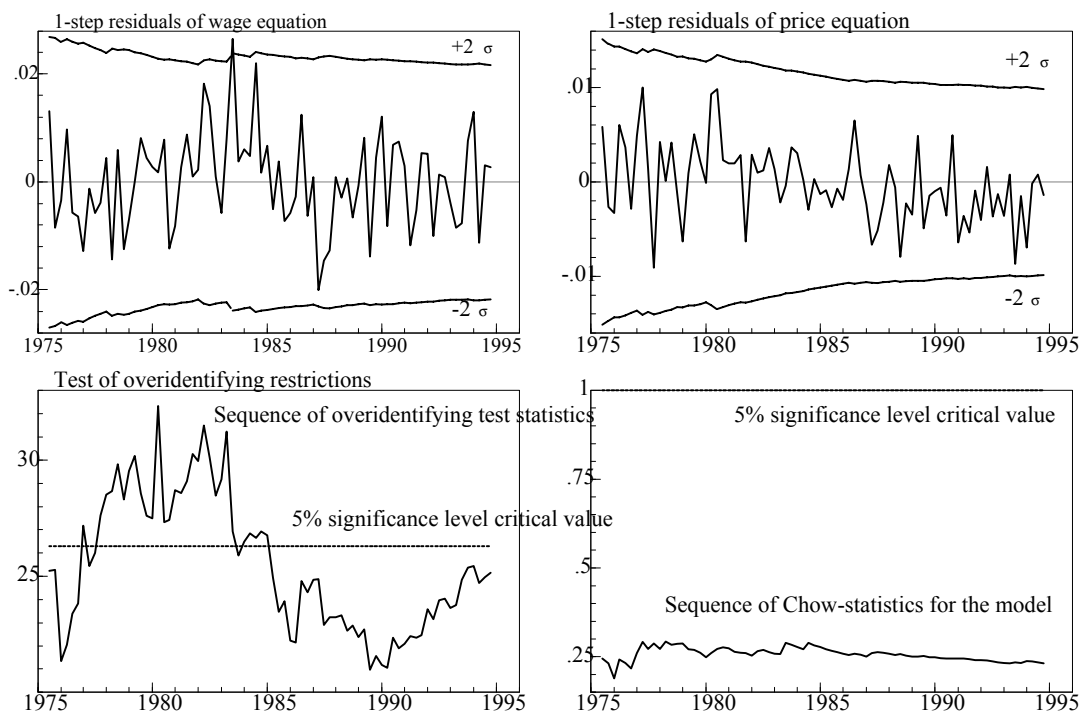 1-step residuals of wage equation
+2 σ
.02
0
-.02
-2 σ
1975 1980 1985 1990 1995
1-step residuals of price equation
+2 σ
.01
0
-.01
-2 σ
1975 1980 1985 1990 1995
Test of overidentifying restrictions
Sequence of overidentifying test statistics
30
5% significance level critical value
25
1975 1980 1985 1990 1995
1
5% significance level critical value
.75
.5
Sequence of Chow-statistics for the model
.25
1975 1980 1985 1990 1995